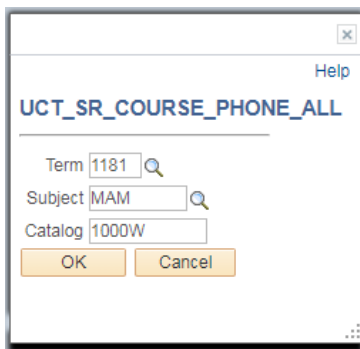 Help
UCT_SR_COURSE_PHONE_ALL
Term 1181
Subject MAM
Catalog 1000W
OK Cancel